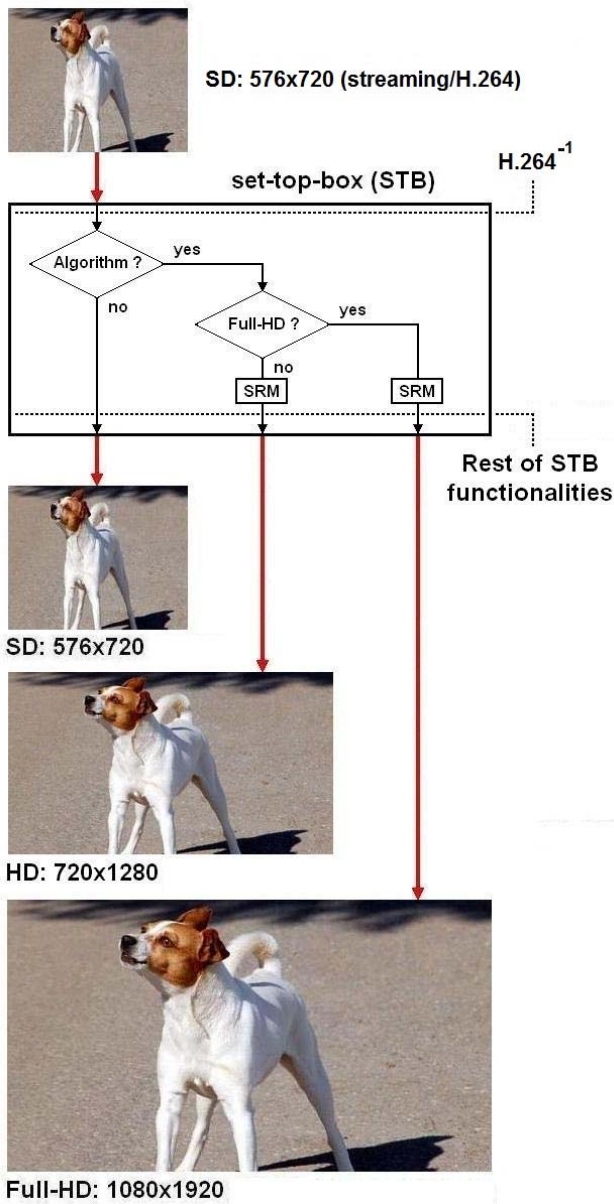 SD: 576x720 (streaming/H.264)
H.264⁻¹
set-top-box (STB)
Algorithm ?
yes
no
Full-HD ?
yes
no
SRM
SRM
Rest of STB
functionalities
SD: 576x720
HD: 720x1280
Full-HD: 1080x1920